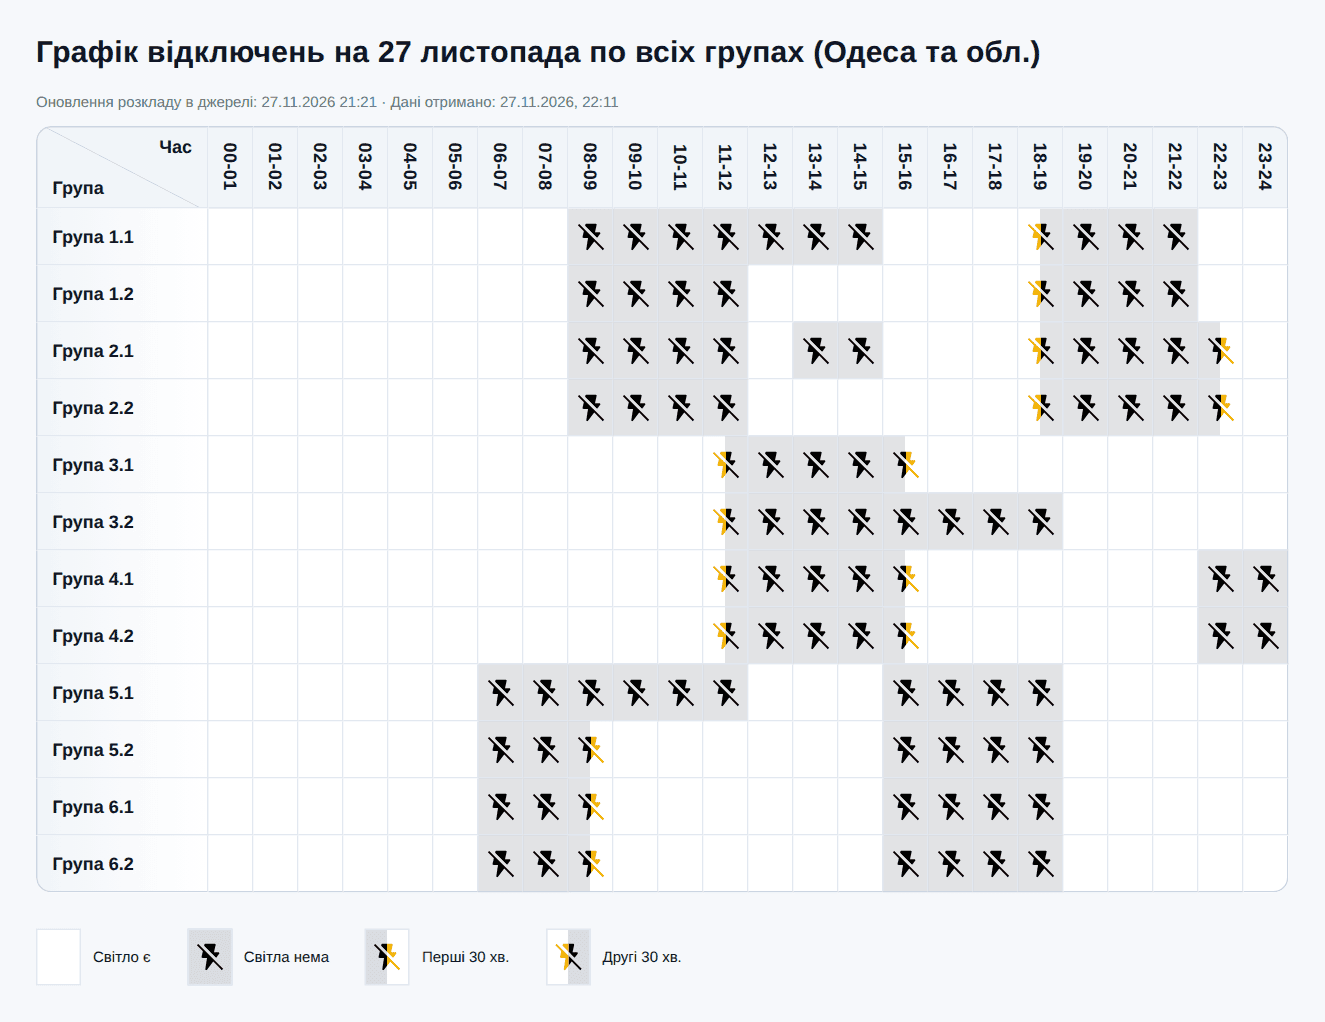 Графік відключень на 27 листопада по всіх групах (Одеса та обл.)
Оновлення розкладу в джерелі: 27.11.2026 21:21 · Дані отримано: 27.11.2026, 22:11
Час
Група
00-01 01-02 02-03 03-04 04-05 05-06 06-07 07-08 08-09 09-10 10-11 11-12 12-13 13-14 14-15 15-16 16-17 17-18 18-19 19-20 20-21 21-22 22-23 23-24
Група 1.1
Група 1.2
Група 2.1
Група 2.2
Група 3.1
Група 3.2
Група 4.1
Група 4.2
Група 5.1
Група 5.2
Група 6.1
Група 6.2
Світло є Світла нема Перші 30 хв. Другі 30 хв.